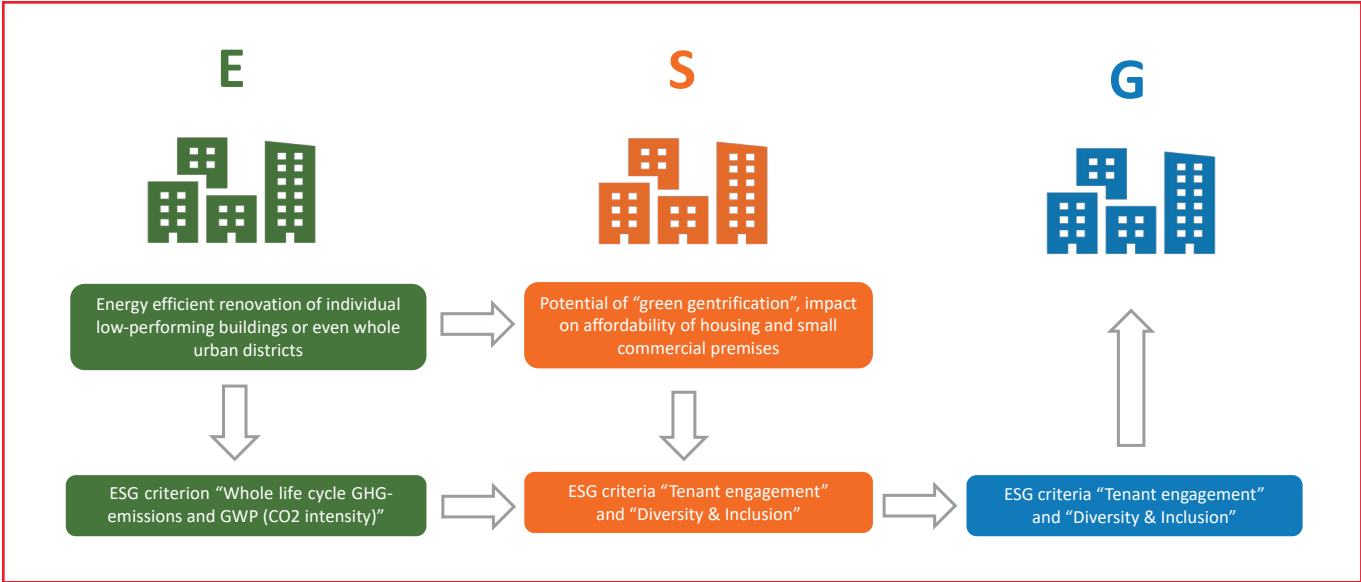 E
S
G
Energy efficient renovation of individual
low-performing buildings or even whole
urban districts
Potential of “green gentrification”, impact
on affordability of housing and small
commercial premises
ESG criterion “Whole life cycle GHG-
emissions and GWP (CO2 intensity)”
ESG criteria “Tenant engagement”
and “Diversity & Inclusion”
ESG criteria “Tenant engagement”
and “Diversity & Inclusion”